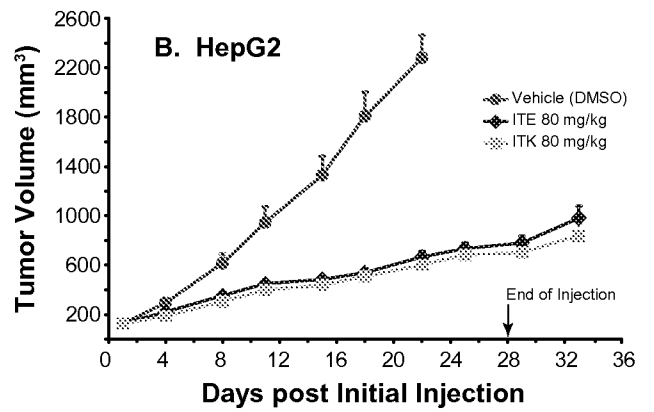 B. HepG2
Tumor Volume (mm³)
2600
2200
1800
1400
1000
600
200
Vehicle (DMSO)
ITE 80 mg/kg
ITK 80 mg/kg
End of Injection
0 4 8 12 16 20 24 28 32 36
Days post Initial Injection